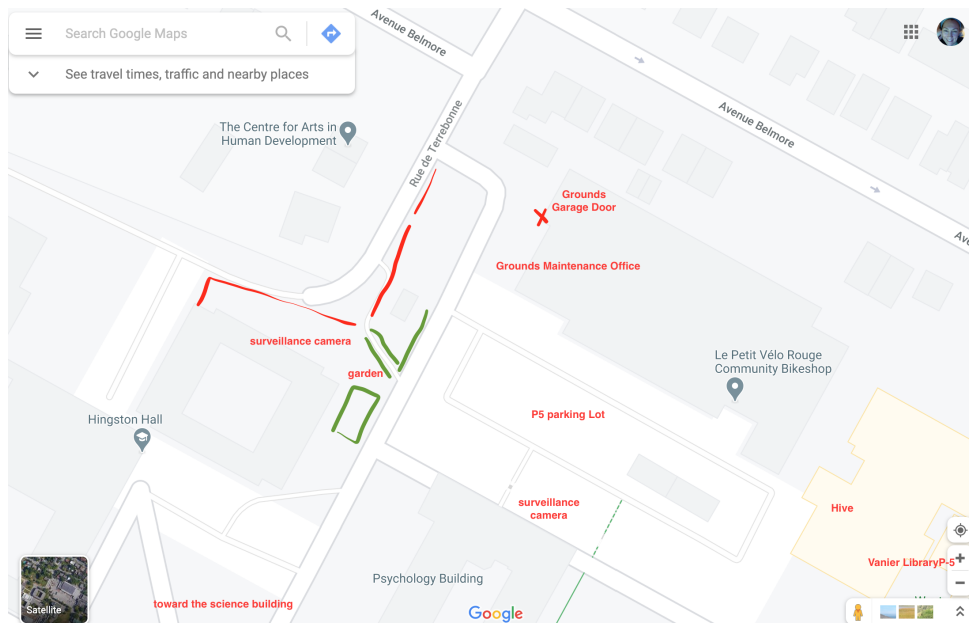 Search Google Maps
See travel times, traffic and nearby places
Avenue Belmore
Avenue Belmore
The Centre for Arts in
Human Development
Rue de Terrebonne
Grounds
Garage Door
Grounds Maintenance Office
surveillance camera
garden
Le Petit Vélo Rouge
Community Bikeshop
P5 parking Lot
Hingston Hall
surveillance
camera
Hive
Vanier LibraryP-5
Psychology Building
toward the science building
Satellite
Google